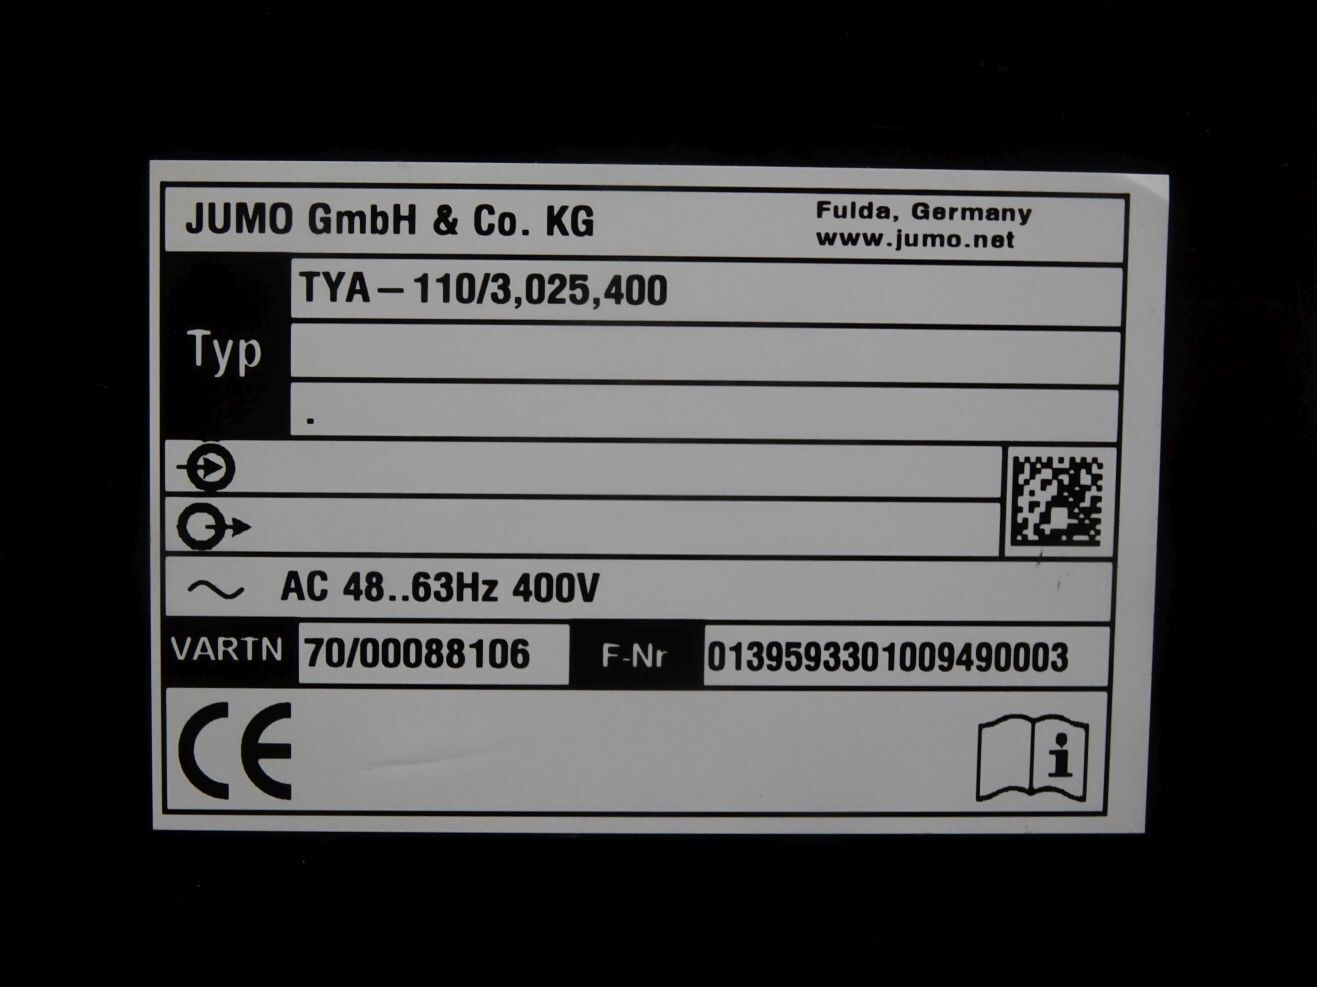 JUMO GmbH & Co. KG
Fulda, Germany
www.jumo.net
Typ
TYA-110/3,025,400
.
AC 48..63Hz 400V
VARTN 70/00088106 F-Nr 0139593301009490003
CE
i